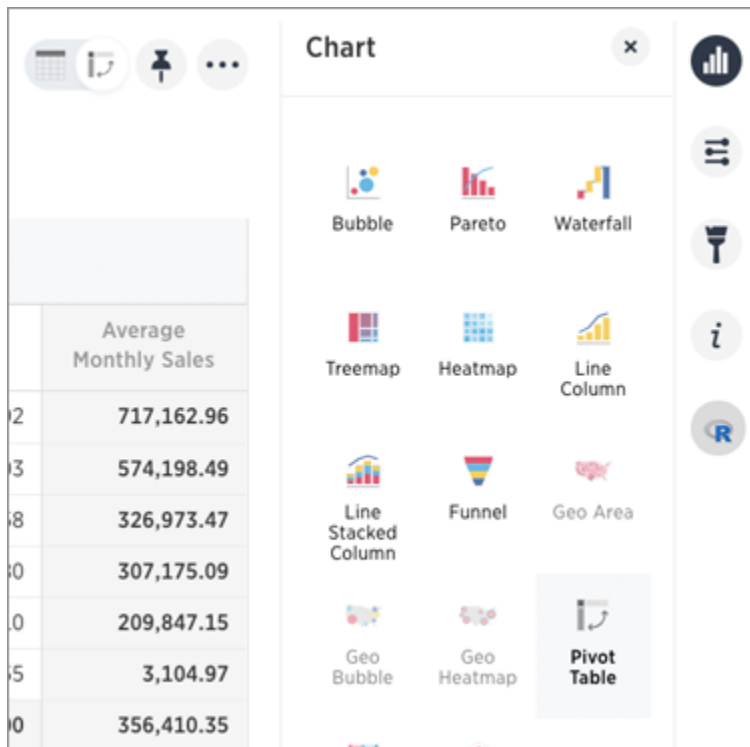 Chart
Bubble
Pareto
Waterfall
Treemap
Heatmap
Line
Column
Line
Stacked
Column
Funnel
Geo Area
Geo
Bubble
Geo
Heatmap
Pivot
Table
Average
Monthly Sales
717,162.96
574,198.49
326,973.47
307,175.09
209,847.15
3,104.97
356,410.35
i
R